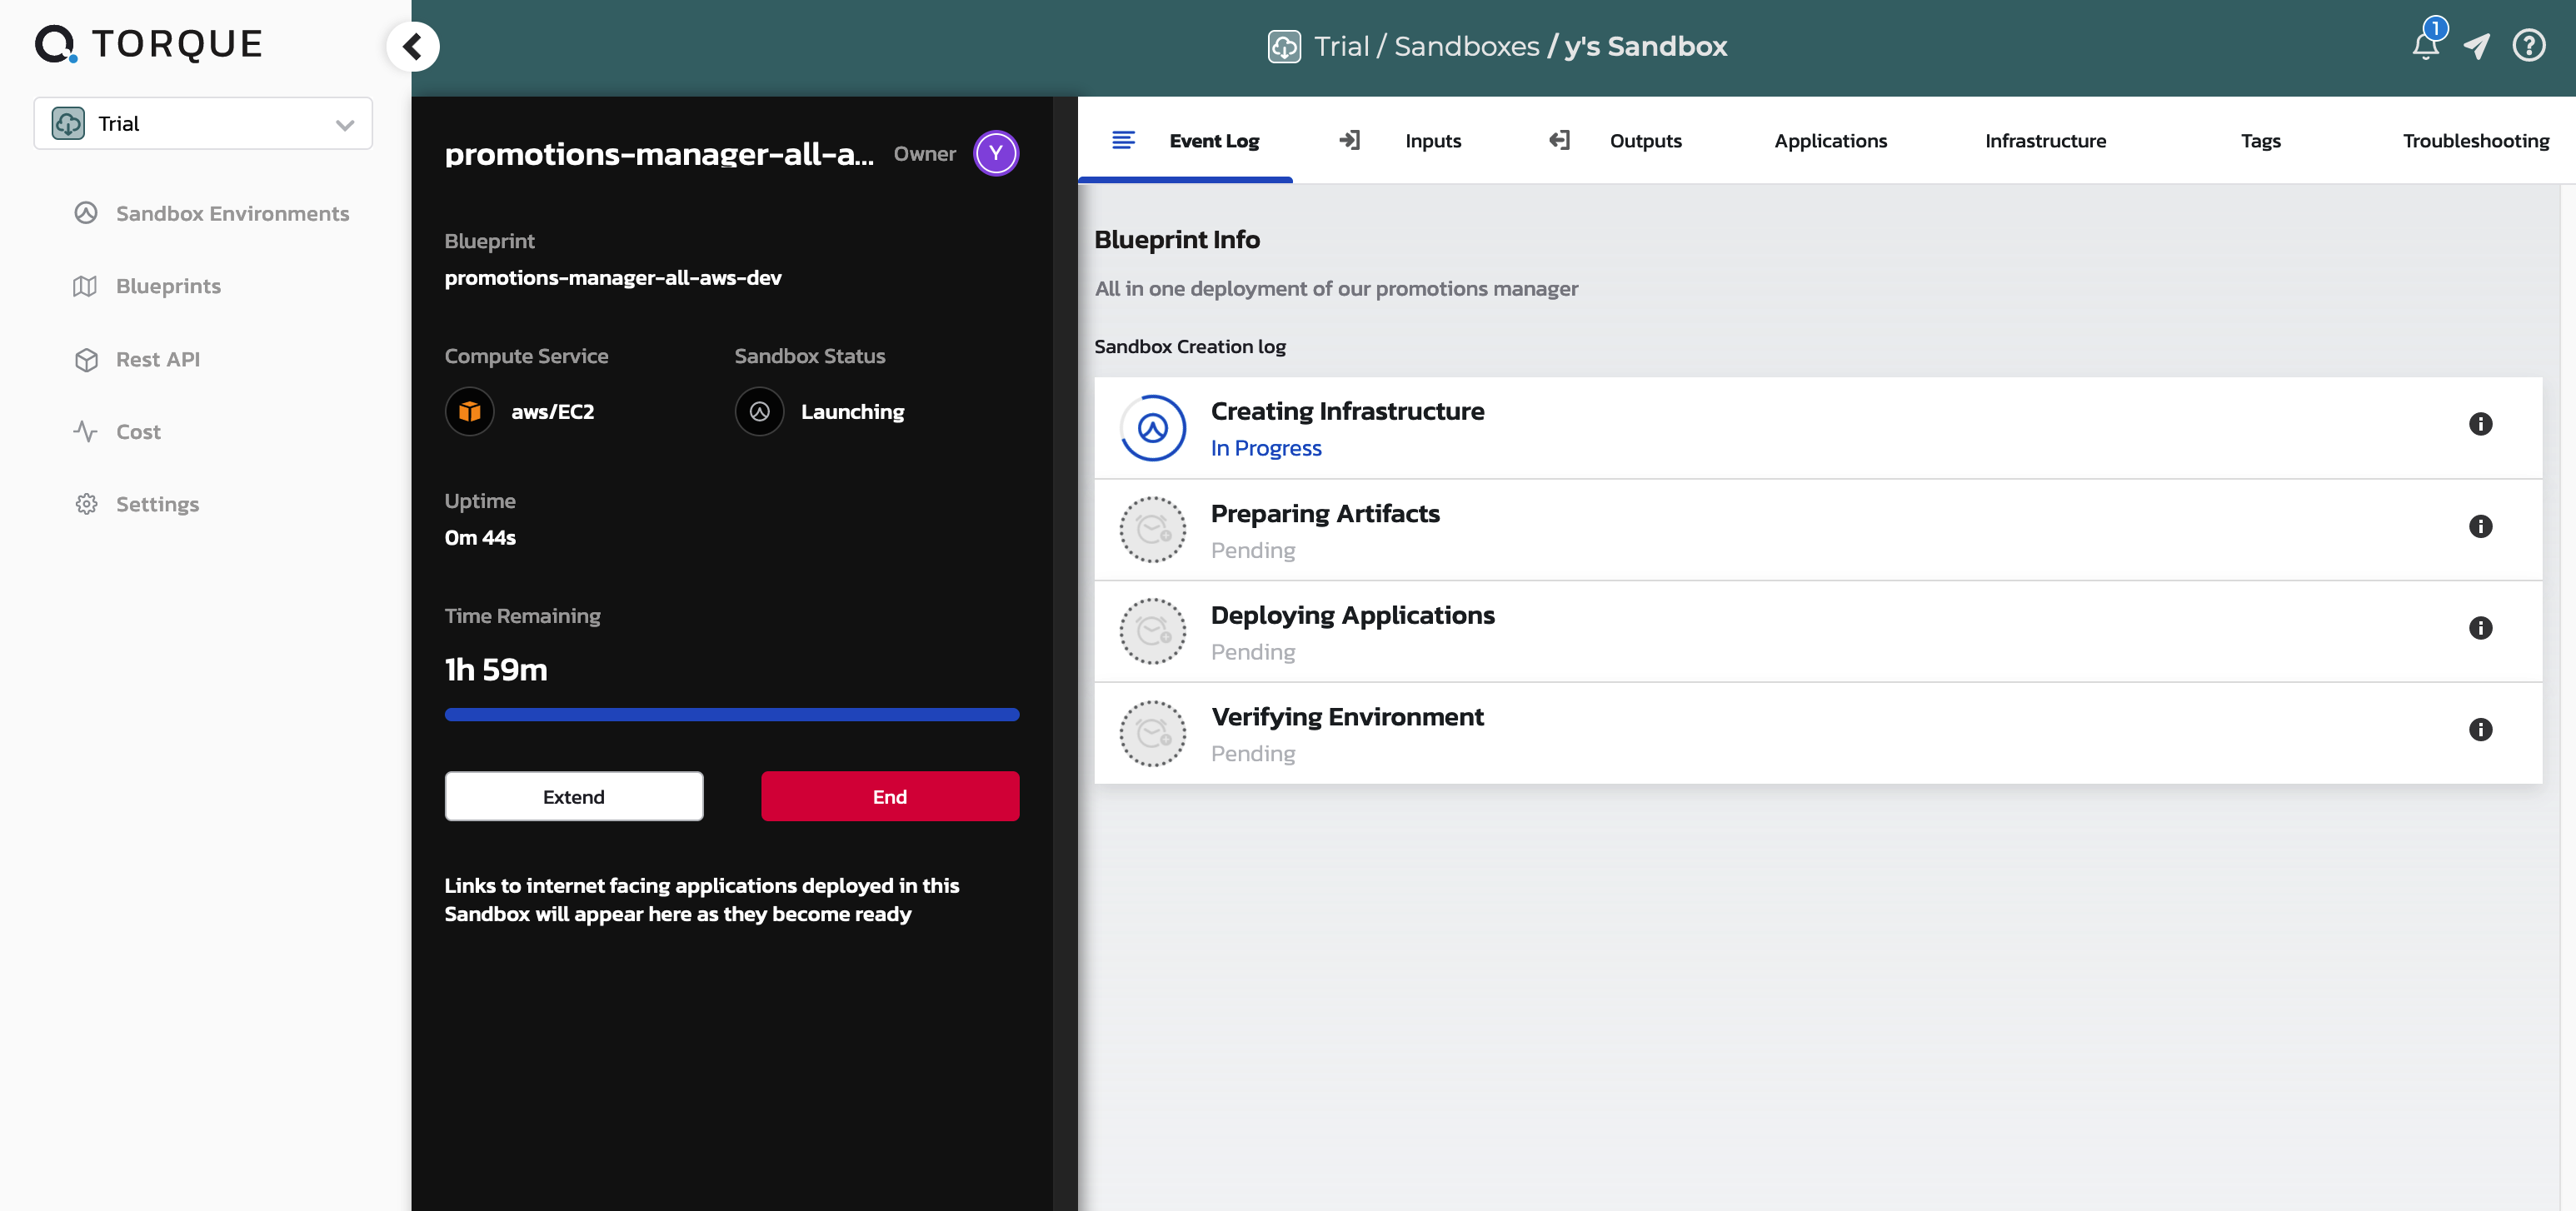 TORQUE
Trial
Sandbox Environments
Blueprints
Rest API
Cost
Settings
Trial / Sandboxes / y's Sandbox
1
?
promotions-manager-all-a...
Owner
Y
Blueprint
promotions-manager-all-aws-dev
Compute Service
aws/EC2
Sandbox Status
Launching
Uptime
0m 44s
Time Remaining
1h 59m
Extend
End
Links to internet facing applications deployed in this
Sandbox will appear here as they become ready
Event Log
Inputs
Outputs
Applications
Infrastructure
Tags
Troubleshooting
Blueprint Info
All in one deployment of our promotions manager
Sandbox Creation log
Creating Infrastructure
In Progress
Preparing Artifacts
Pending
Deploying Applications
Pending
Verifying Environment
Pending